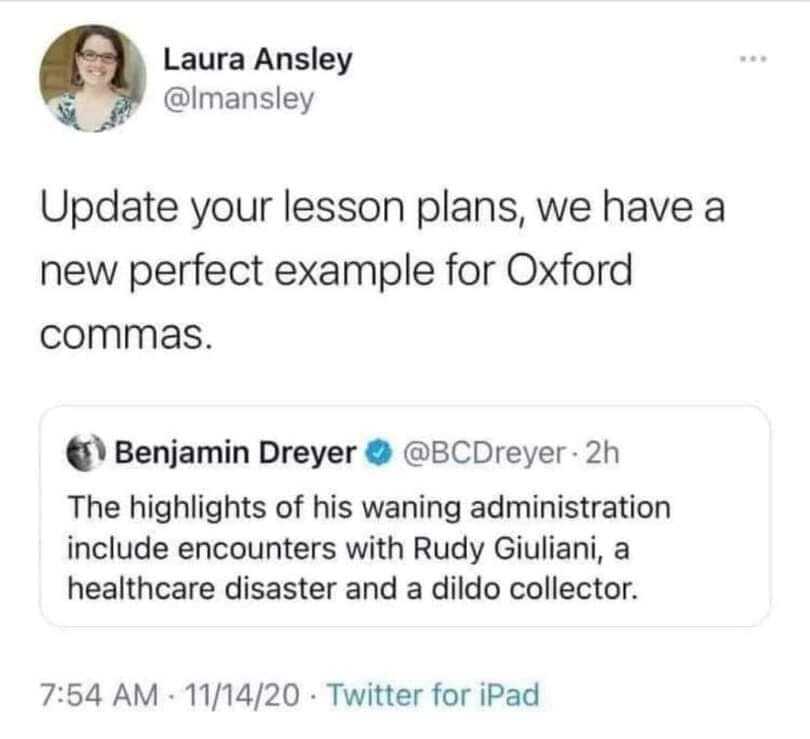 Laura Ansley
@lmansley
Update your lesson plans, we have a
new perfect example for Oxford
commas.
Benjamin Dreyer @BCDreyer · 2h
The highlights of his waning administration
include encounters with Rudy Giuliani, a
healthcare disaster and a dildo collector.
7:54 AM · 11/14/20 · Twitter for iPad